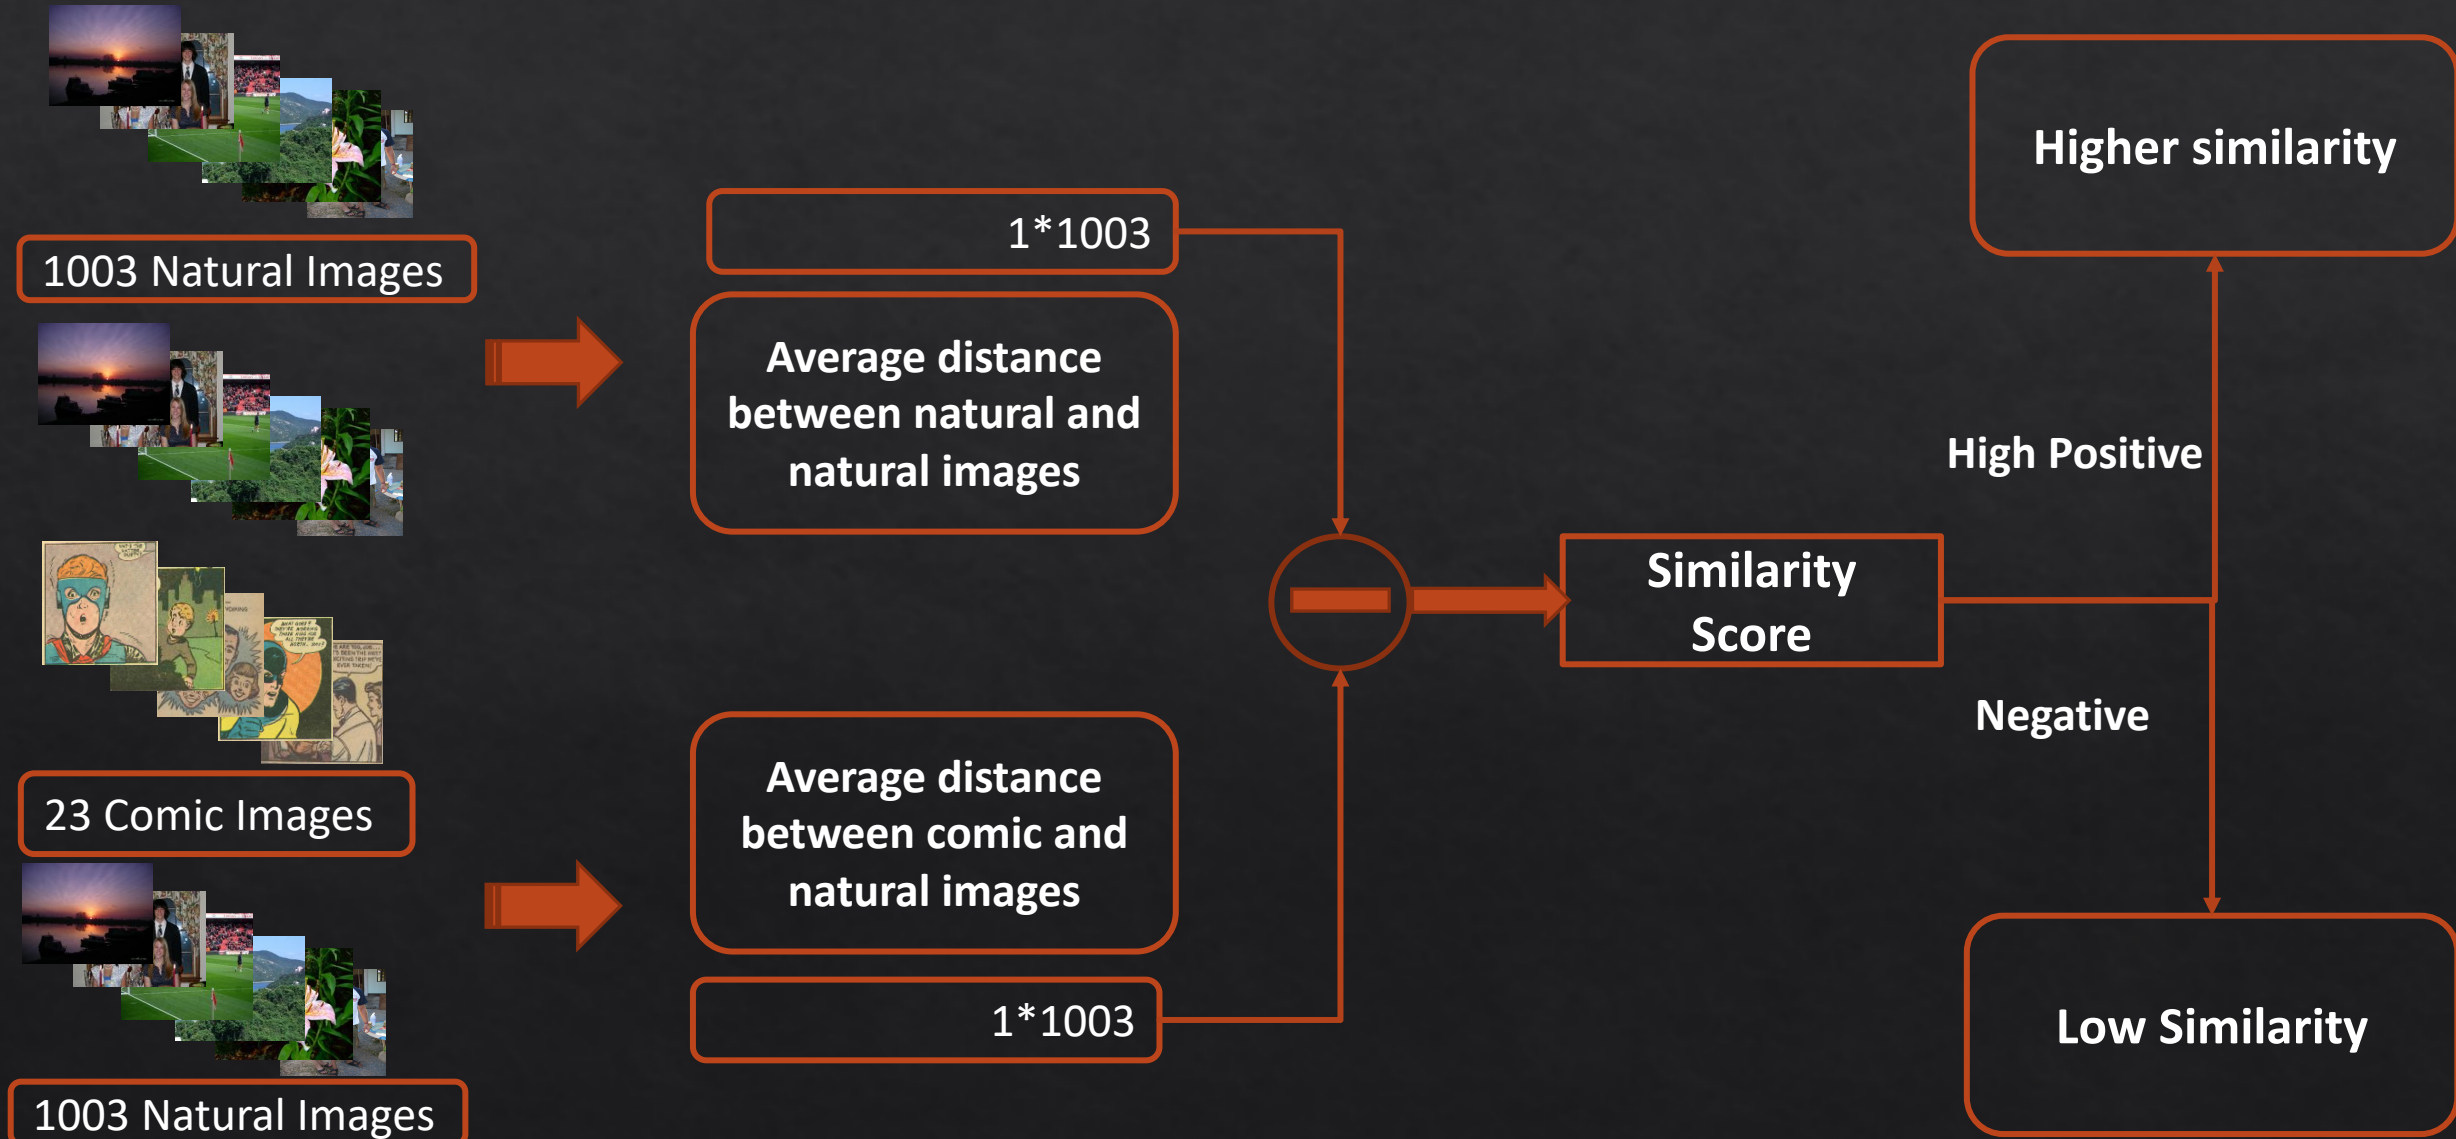 1003 Natural Images
23 Comic Images
1003 Natural Images
1*1003
Average distance
between natural and
natural images
Average distance
between comic and
natural images
1*1003
Similarity
Score
High Positive
Negative
Higher similarity
Low Similarity